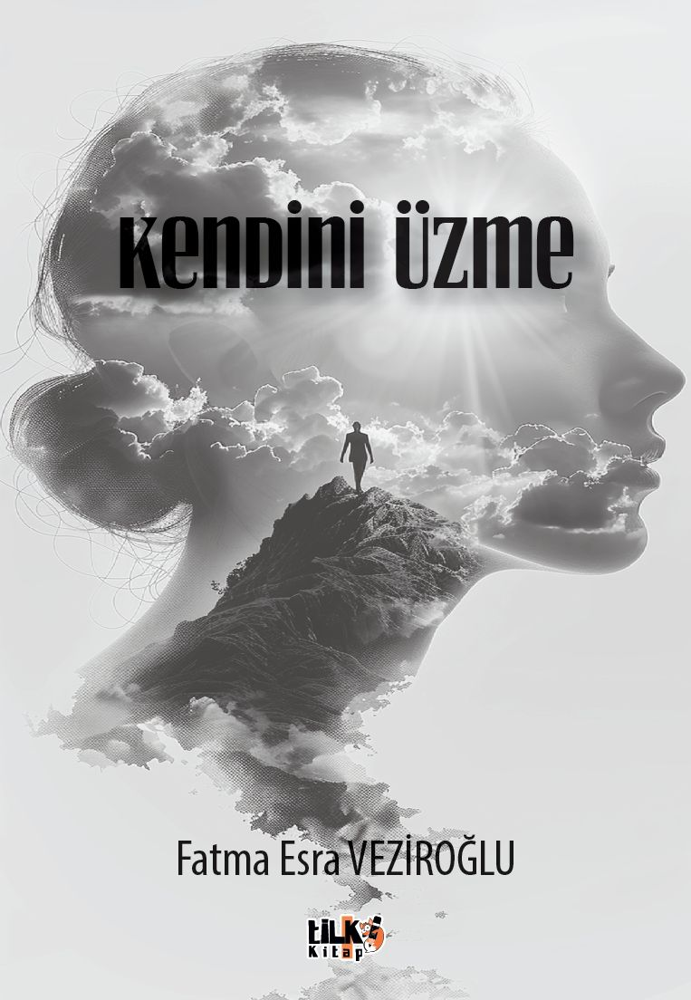 Kendini Üzme
Fatma Esra VEZİROĞLU
tilki
Kitap